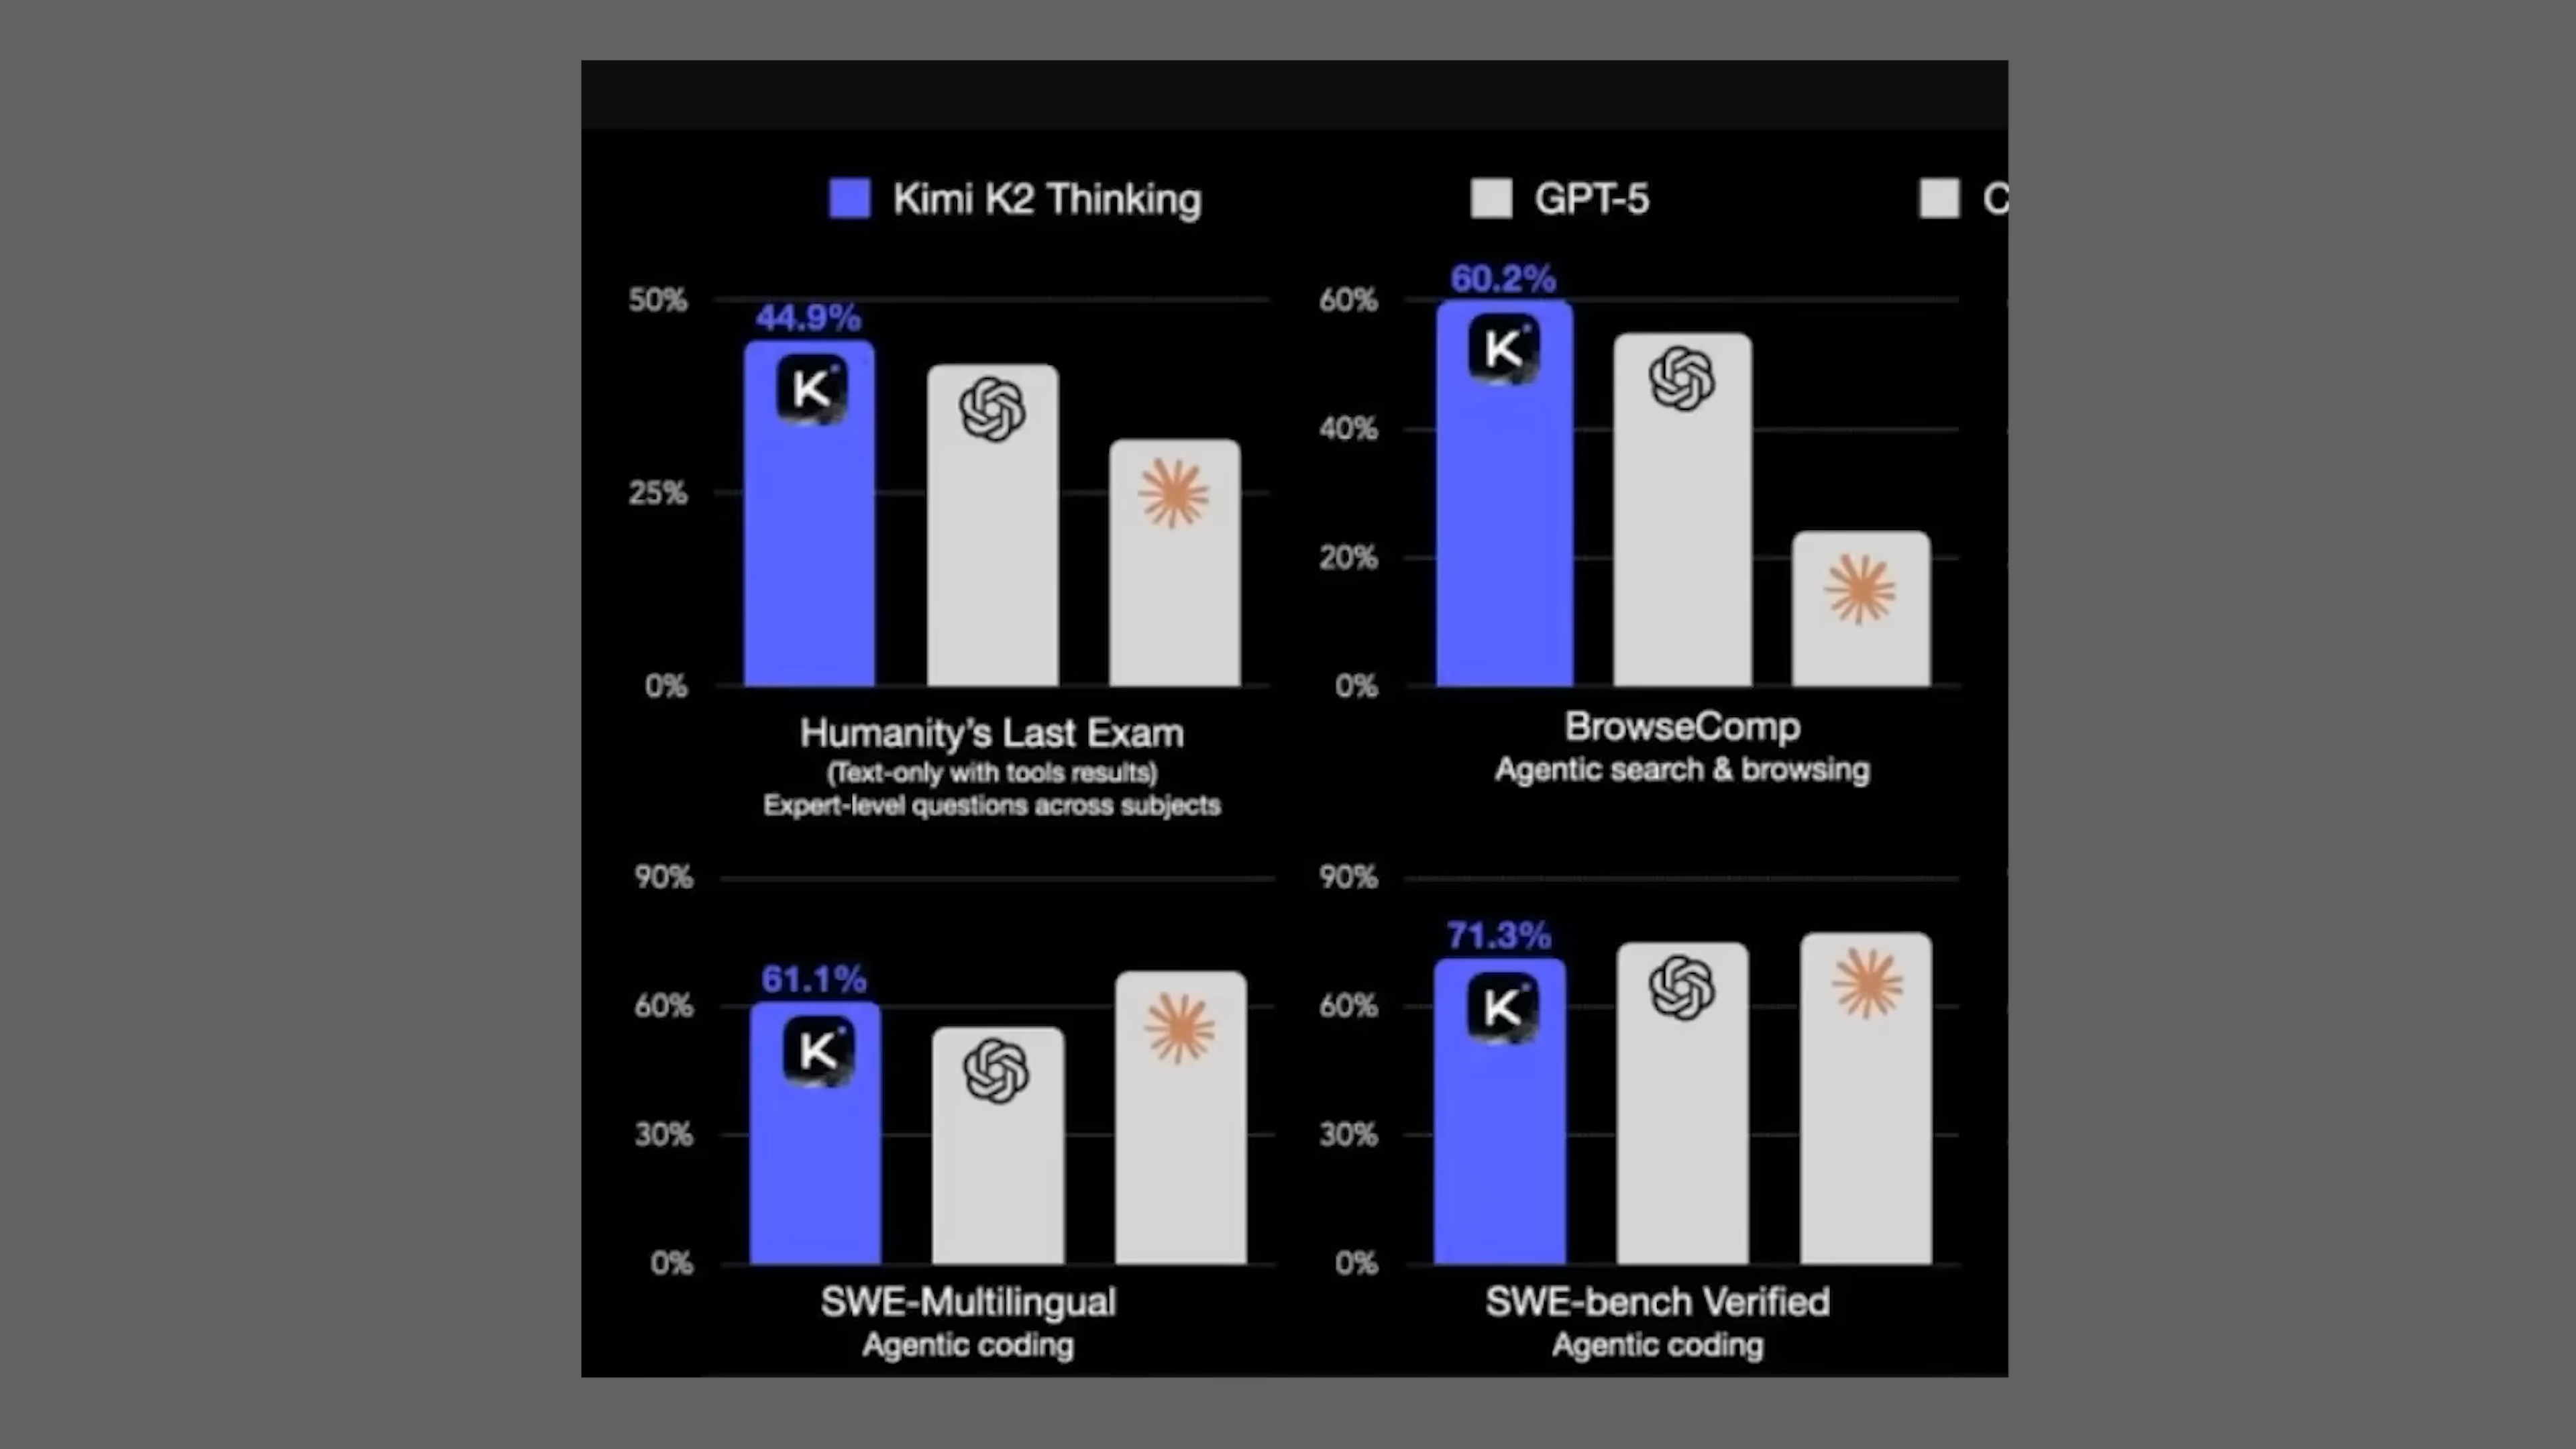 Kimi K2 Thinking
GPT-5
C
50%
44.9%
K
25%
0%
Humanity's Last Exam
(Text-only with tools results)
Expert-level questions across subjects
60.2%
60%
K
40%
20%
0%
BrowseComp
Agentic search & browsing
90%
61.1%
60%
K
30%
0%
SWE-Multilingual
Agentic coding
90%
71.3%
60%
K
30%
0%
SWE-bench Verified
Agentic coding